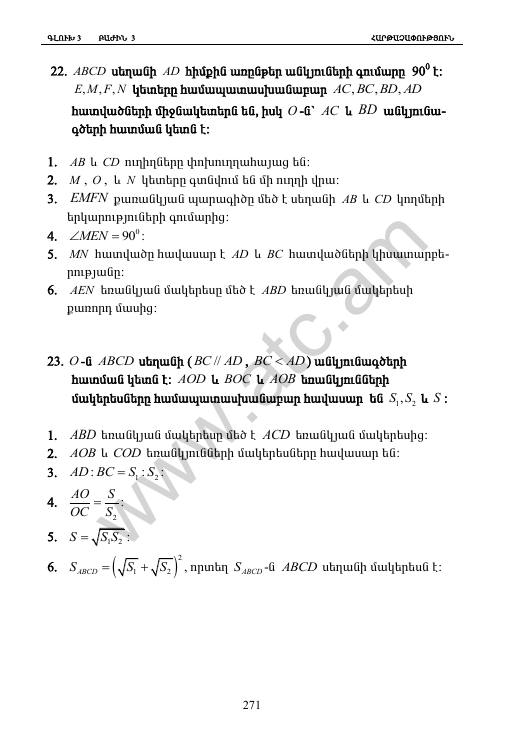 ԳԼՈՒԽ 3 ԲԱԺԻՆ 3 ՀԱՐԹԱՉԱՓՈՒԹՅՈՒՆ
22. ABCD սեղանի AD հիմքին առընթեր անկյունների գումարը 90⁰ է:
E, M, F, N կետերը համապատասխանաբար AC, BC, BD, AD
հատվածների միջնակետերն են, իսկ O -ն՝ AC և BD անկյունա-
գծերի հատման կետն է:
1. AB և CD ուղիղները փոխուղղահայաց են:
2. M , O , և N կետերը գտնվում են մի ուղղի վրա:
3. EMFN քառանկյան պարագիծը մեծ է սեղանի AB և CD կողմերի
երկարությունների գումարից:
4. ∠MEN = 90⁰:
5. MN հատվածը հավասար է AD և BC հատվածների կիսատարբե-
րությանը:
6. AEN եռանկյան մակերեսը մեծ է ABD եռանկյան մակերեսի
քառորդ մասից:
23. O -ն ABCD սեղանի ( BC // AD , BC < AD ) անկյունագծերի
հատման կետն է: AOD և BOC և AOB եռանկյունների
մակերեսները համապատասխանաբար հավասար են S₁, S₂ և S :
1. ABD եռանկյան մակերեսը մեծ է ACD եռանկյան մակերեսից:
2. AOB և COD եռանկյունների մակերեսները հավասար են:
3. AD : BC = S₁ : S₂:
4. AO/OC = S/S₂:
5. S = √S₁S₂ :
6. S_ABCD = (√S₁ + √S₂)², որտեղ S_ABCD -ն ABCD սեղանի մակերեսն է:
www.atc.am
271